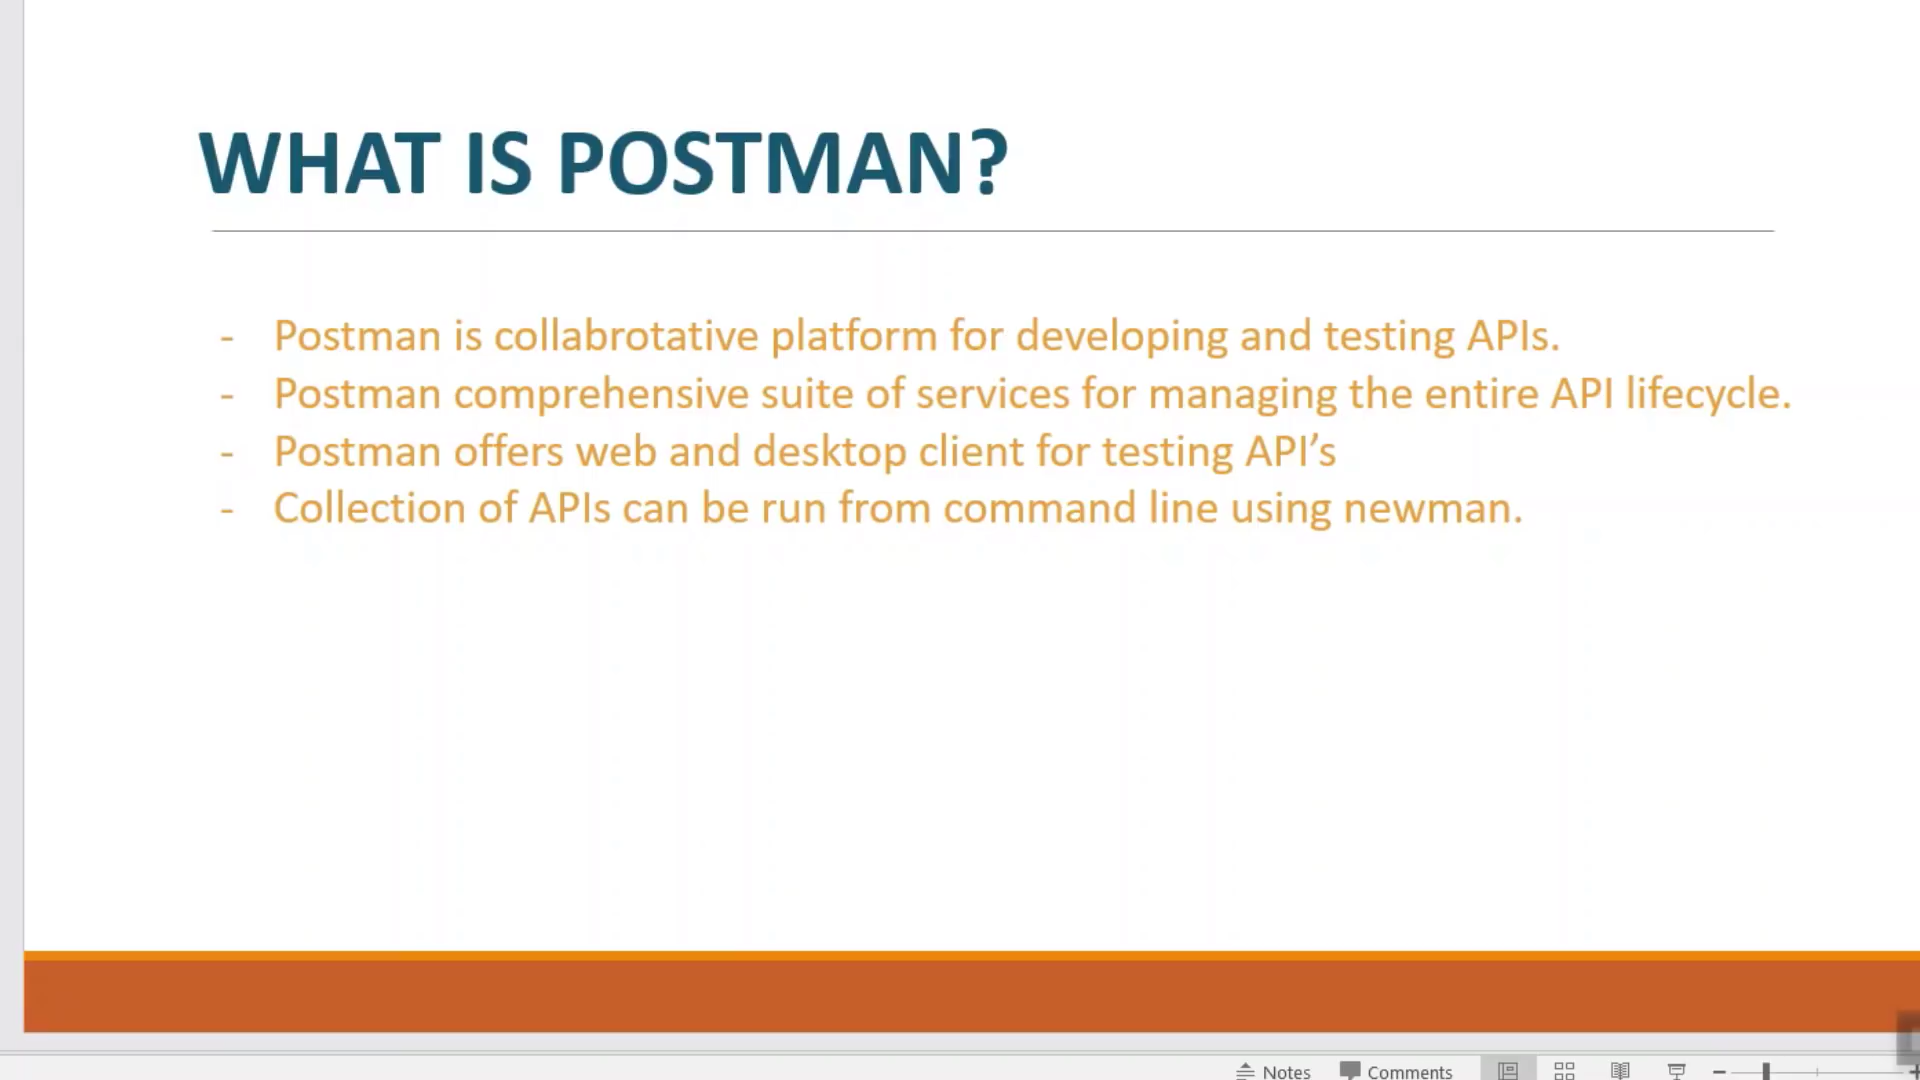 WHAT IS POSTMAN?
- Postman is collabrotative platform for developing and testing APIs.
- Postman comprehensive suite of services for managing the entire API lifecycle.
- Postman offers web and desktop client for testing API’s
- Collection of APIs can be run from command line using newman.
Notes Comments